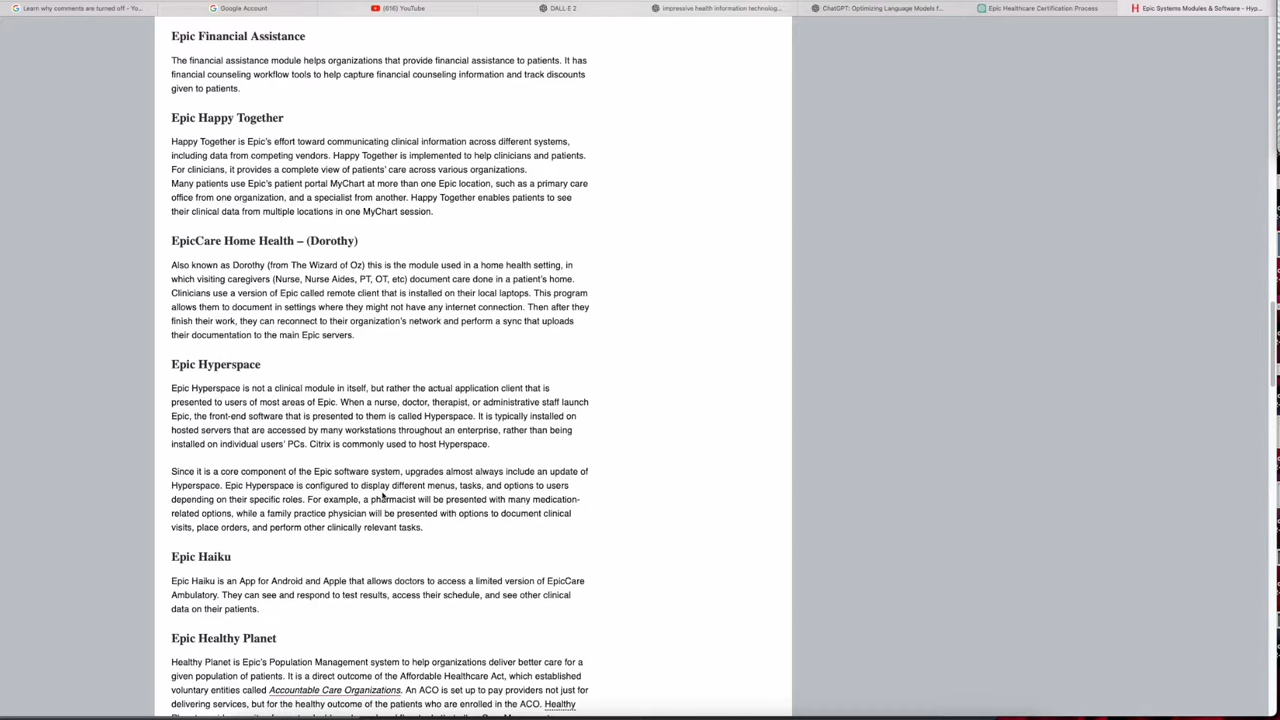 Learn why comments are turned off - Yo...
Google Account
(616) YouTube
DALL·E 2
impressive health information technolog...
ChatGPT: Optimizing Language Models f...
Epic Healthcare Certification Process
Epic Systems Modules & Software - Hyp...
Epic Financial Assistance
The financial assistance module helps organizations that provide financial assistance to patients. It has
financial counseling workflow tools to help capture financial counseling information and track discounts
given to patients.
Epic Happy Together
Happy Together is Epic's effort toward communicating clinical information across different systems,
including data from competing vendors. Happy Together is implemented to help clinicians and patients.
For clinicians, it provides a complete view of patients' care across various organizations.
Many patients use Epic's patient portal MyChart at more than one Epic location, such as a primary care
office from one organization, and a specialist from another. Happy Together enables patients to see
their clinical data from multiple locations in one MyChart session.
EpicCare Home Health – (Dorothy)
Also known as Dorothy (from The Wizard of Oz) this is the module used in a home health setting, in
which visiting caregivers (Nurse, Nurse Aides, PT, OT, etc) document care done in a patient's home.
Clinicians use a version of Epic called remote client that is installed on their local laptops. This program
allows them to document in settings where they might not have any internet connection. Then after they
finish their work, they can reconnect to their organization's network and perform a sync that uploads
their documentation to the main Epic servers.
Epic Hyperspace
Epic Hyperspace is not a clinical module in itself, but rather the actual application client that is
presented to users of most areas of Epic. When a nurse, doctor, therapist, or administrative staff launch
Epic, the front-end software that is presented to them is called Hyperspace. It is typically installed on
hosted servers that are accessed by many workstations throughout an enterprise, rather than being
installed on individual users' PCs. Citrix is commonly used to host Hyperspace.
Since it is a core component of the Epic software system, upgrades almost always include an update of
Hyperspace. Epic Hyperspace is configured to display different menus, tasks, and options to users
depending on their specific roles. For example, a pharmacist will be presented with many medication-
related options, while a family practice physician will be presented with options to document clinical
visits, place orders, and perform other clinically relevant tasks.
Epic Haiku
Epic Haiku is an App for Android and Apple that allows doctors to access a limited version of EpicCare
Ambulatory. They can see and respond to test results, access their schedule, and see other clinical
data on their patients.
Epic Healthy Planet
Healthy Planet is Epic's Population Management system to help organizations deliver better care for a
given population of patients. It is a direct outcome of the Affordable Healthcare Act, which established
voluntary entities called Accountable Care Organizations. An ACO is set up to pay providers not just for
delivering services, but for the healthy outcome of the patients who are enrolled in the ACO. Healthy